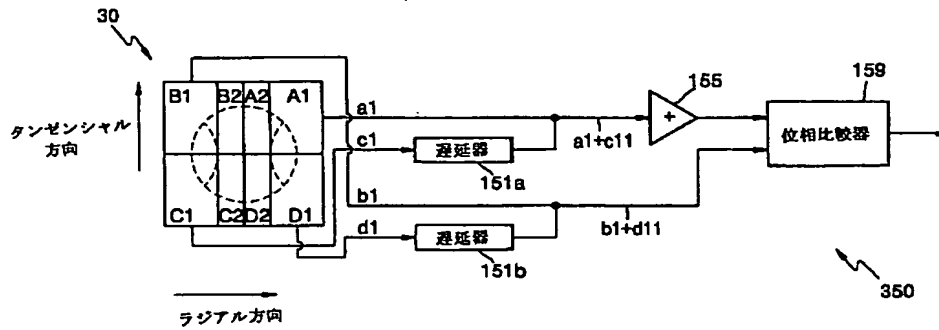 30
B1 B2 A2 A1
C1 C2 D2 D1
タンゼンシャル
方向
ラジアル方向
a1
c1
b1
d1
遅延器
151a
遅延器
151b
a1+c11
b1+d11
+
155
159
位相比較器
350